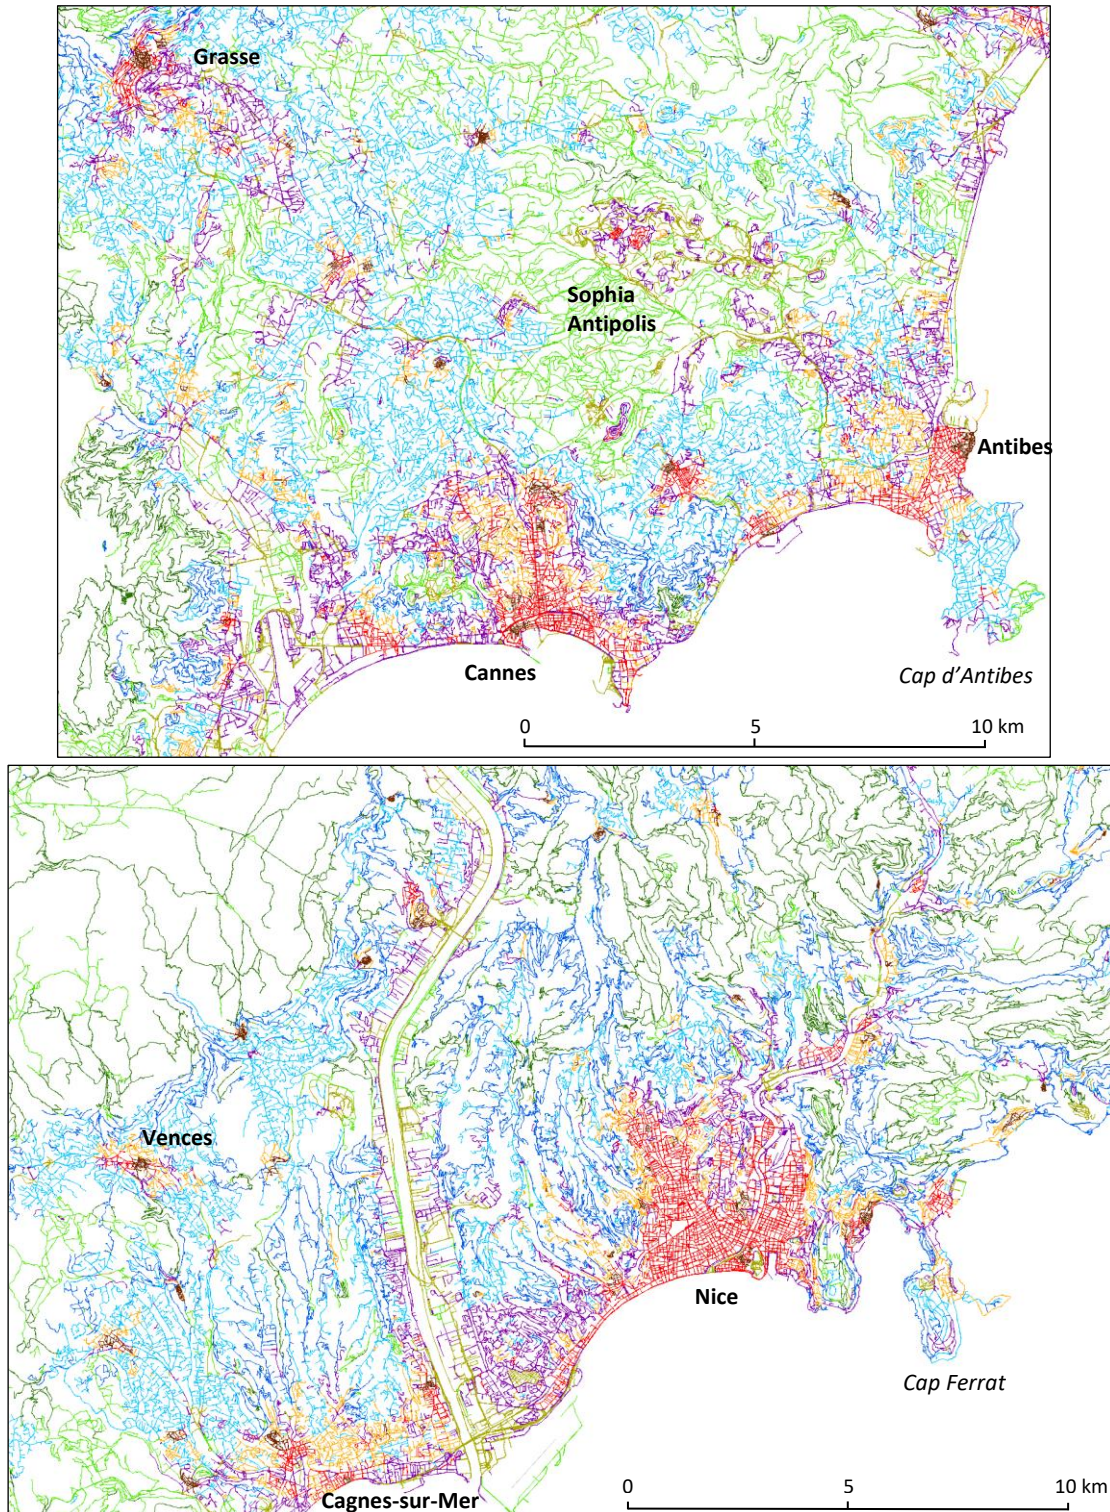 Grasse
Sophia
Antipolis
Antibes
Cannes
Cap d’Antibes
0 5 10 km
Vences
Nice
Cap Ferrat
Cagnes-sur-Mer
0 5 10 km